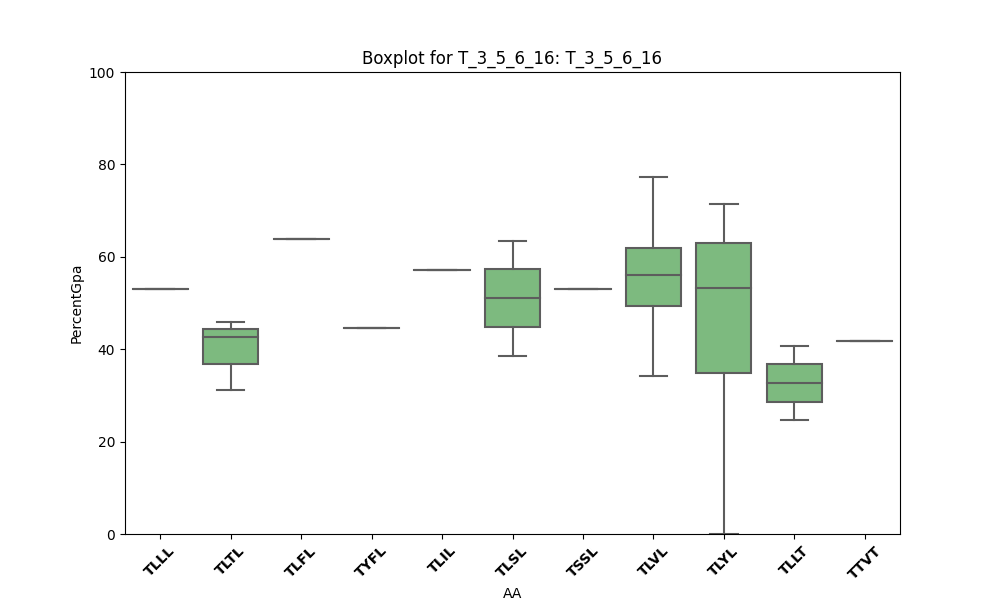 Boxplot for T_3_5_6_16: T_3_5_6_16
100
80
60
40
20
0
PercentGpa
TLLL
TLTL
TLFL
TYFL
TLIL
TLSL
TSSL
TLVL
TLYL
TLLT
TTVT
AA